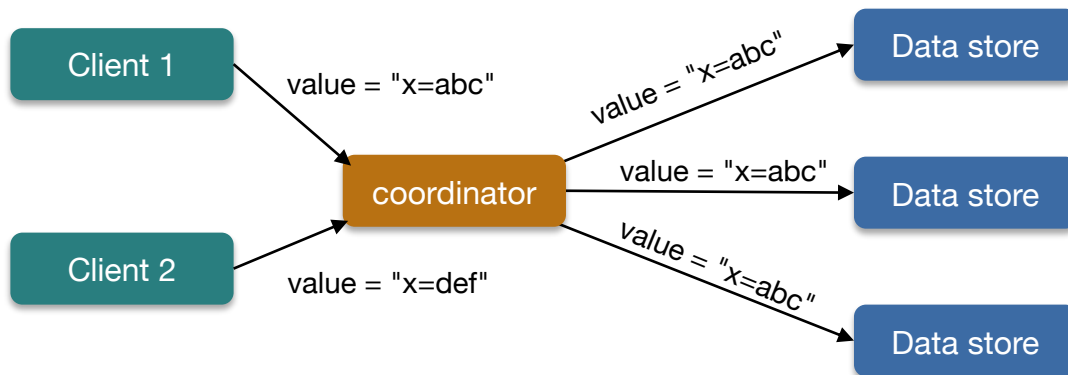 Client 1
value = "x=abc"
Client 2
value = "x=def"
coordinator
value = "x=abc"
value = "x=abc"
value = "x=abc"
Data store
Data store
Data store